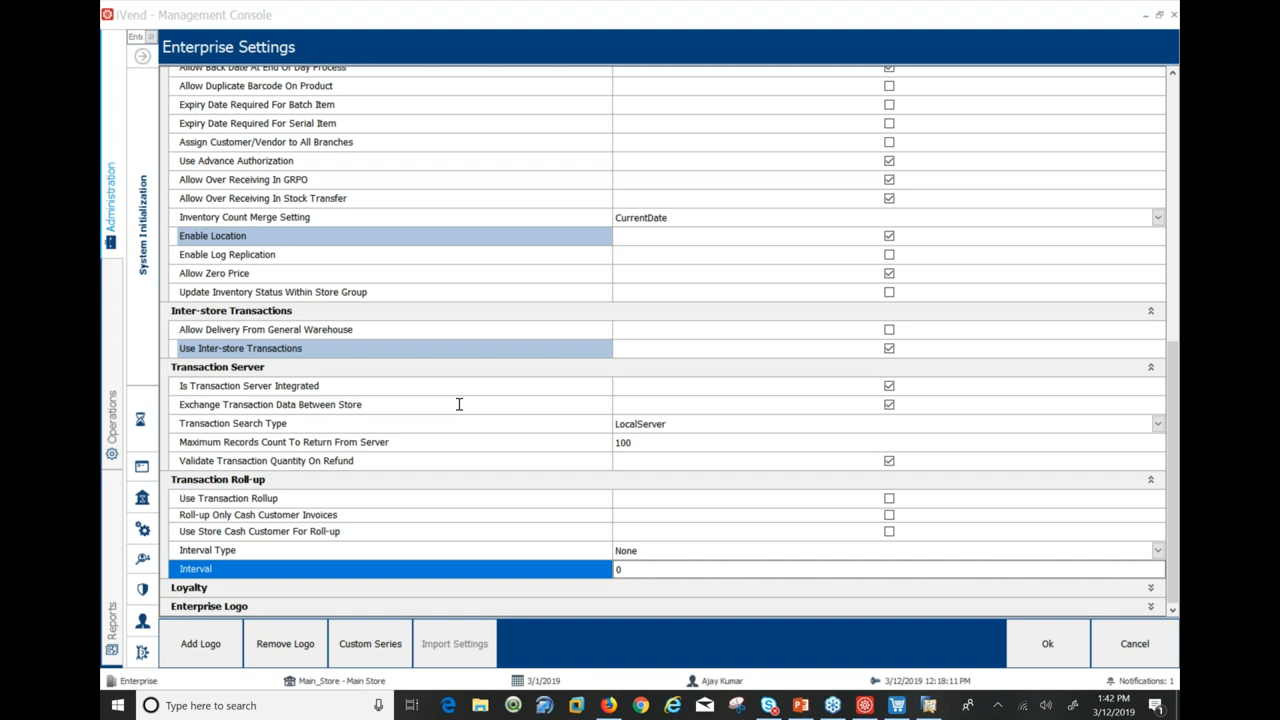 iVend - Management Console
Ent
Enterprise Settings
Allow Back Date At End Of Day Process
Allow Duplicate Barcode On Product
Expiry Date Required For Batch Item
Expiry Date Required For Serial Item
Assign Customer/Vendor to All Branches
Use Advance Authorization
Allow Over Receiving In GRPO
Allow Over Receiving In Stock Transfer
Inventory Count Merge Setting CurrentDate
Enable Location
Enable Log Replication
Allow Zero Price
Update Inventory Status Within Store Group
Inter-store Transactions
Allow Delivery From General Warehouse
Use Inter-store Transactions
Transaction Server
Is Transaction Server Integrated
Exchange Transaction Data Between Store
Transaction Search Type LocalServer
Maximum Records Count To Return From Server 100
Validate Transaction Quantity On Refund
Transaction Roll-up
Use Transaction Rollup
Roll-up Only Cash Customer Invoices
Use Store Cash Customer For Roll-up
Interval Type None
Interval 0
Loyalty
Enterprise Logo
Administration
Operations
Reports
System Initialization
Add Logo Remove Logo Custom Series Import Settings Ok Cancel
Enterprise Main_Store - Main Store 3/1/2019 Ajay Kumar 3/12/2019 12:18:11 PM Notifications: 1
Type here to search 1:42 PM
3/12/2019